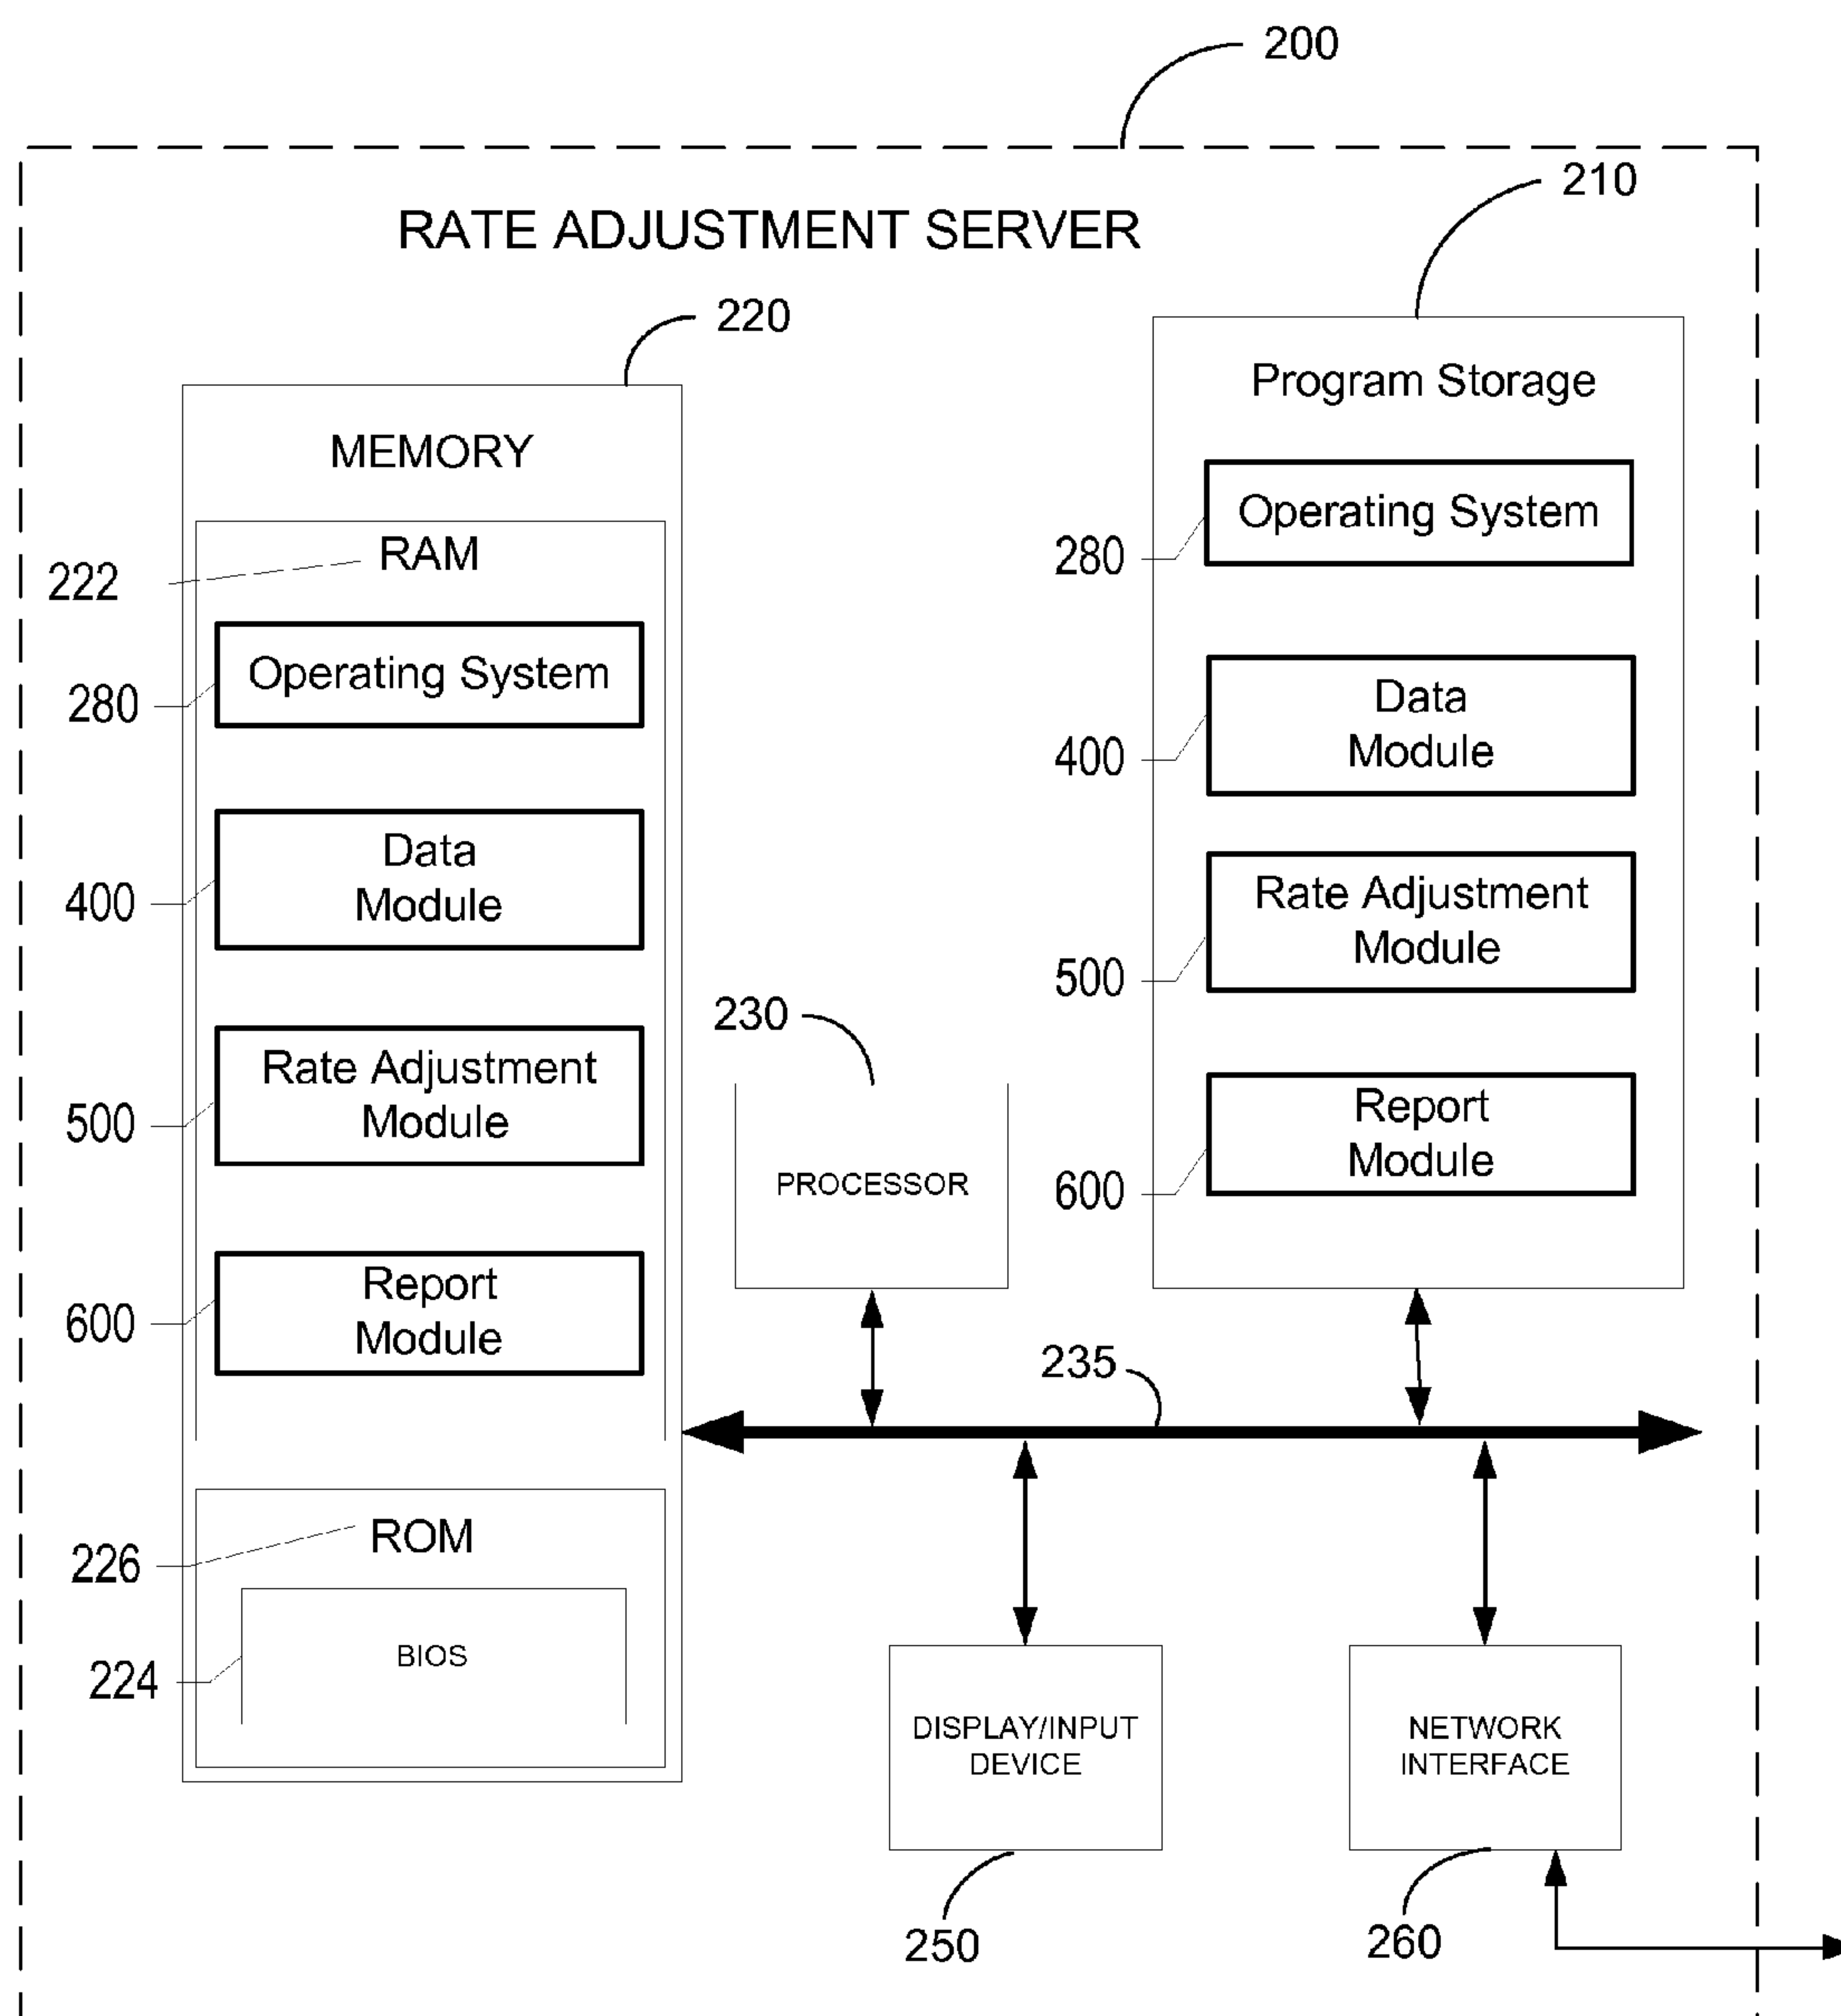 200
RATE ADJUSTMENT SERVER
210
220
MEMORY
RAM
222
Operating System
280
Data
Module
400
Rate Adjustment
Module
500
Report
Module
600
ROM
226
BIOS
224
230
PROCESSOR
Program Storage
Operating System
280
Data
Module
400
Rate Adjustment
Module
500
Report
Module
600
235
DISPLAY/INPUT
DEVICE
250
NETWORK
INTERFACE
260